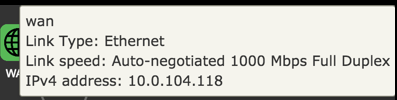 wan
Link Type: Ethernet
Link speed: Auto-negotiated 1000 Mbps Full Duplex
IPv4 address: 10.0.104.118